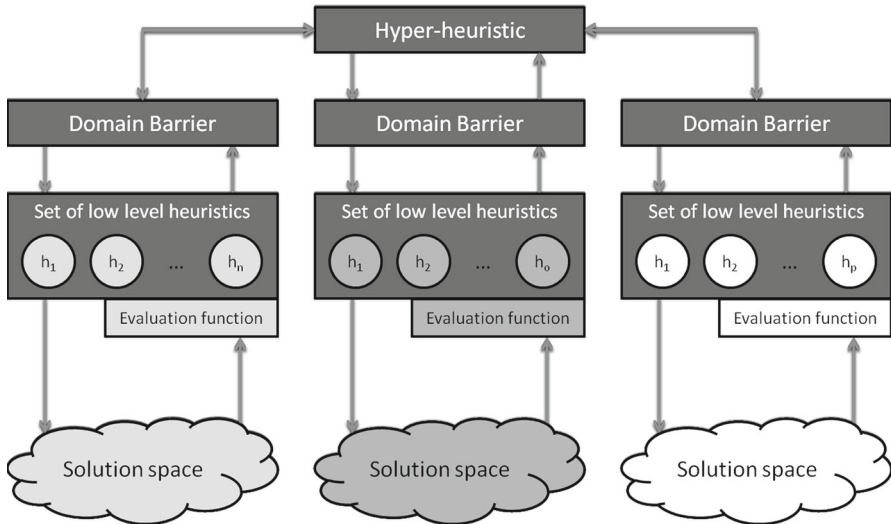 Hyper-heuristic
Domain Barrier
Domain Barrier
Domain Barrier
Set of low level heuristics
h₁ h₂ ... hₙ
Evaluation function
Set of low level heuristics
h₁ h₂ ... hₒ
Evaluation function
Set of low level heuristics
h₁ h₂ ... hₚ
Evaluation function
Solution space
Solution space
Solution space